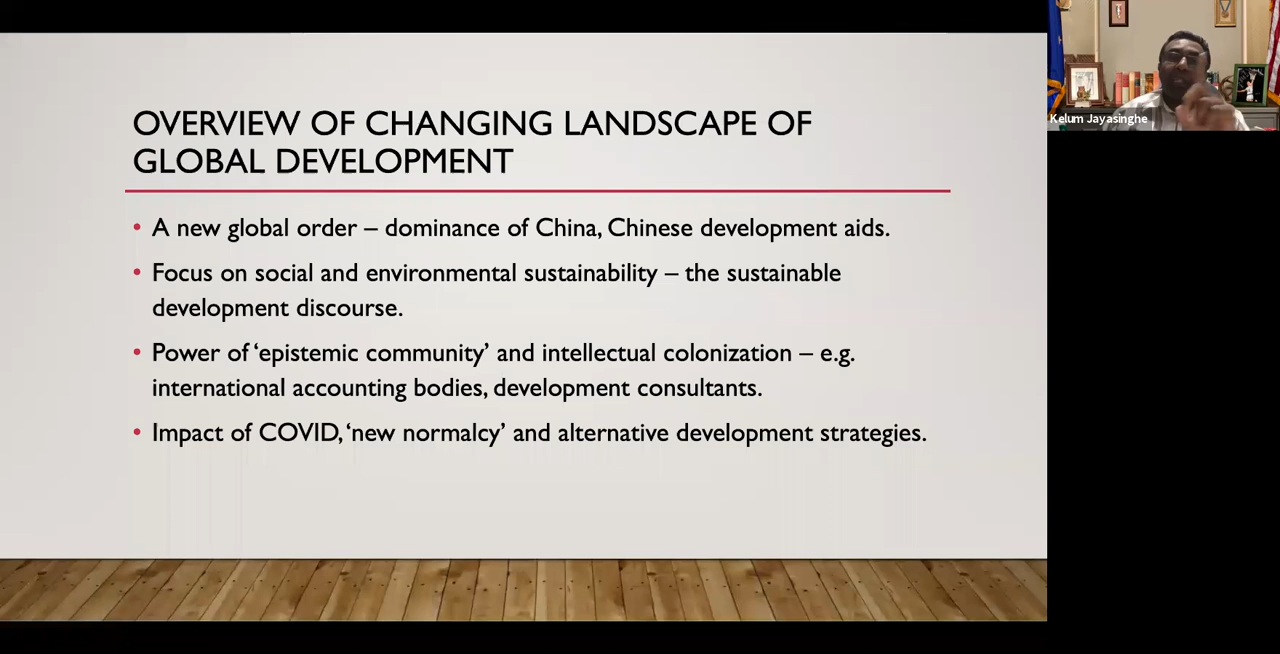 OVERVIEW OF CHANGING LANDSCAPE OF
GLOBAL DEVELOPMENT
• A new global order – dominance of China, Chinese development aids.
• Focus on social and environmental sustainability – the sustainable
development discourse.
• Power of ‘epistemic community’ and intellectual colonization – e.g.
international accounting bodies, development consultants.
• Impact of COVID, ‘new normalcy’ and alternative development strategies.
Kelum Jayasinghe